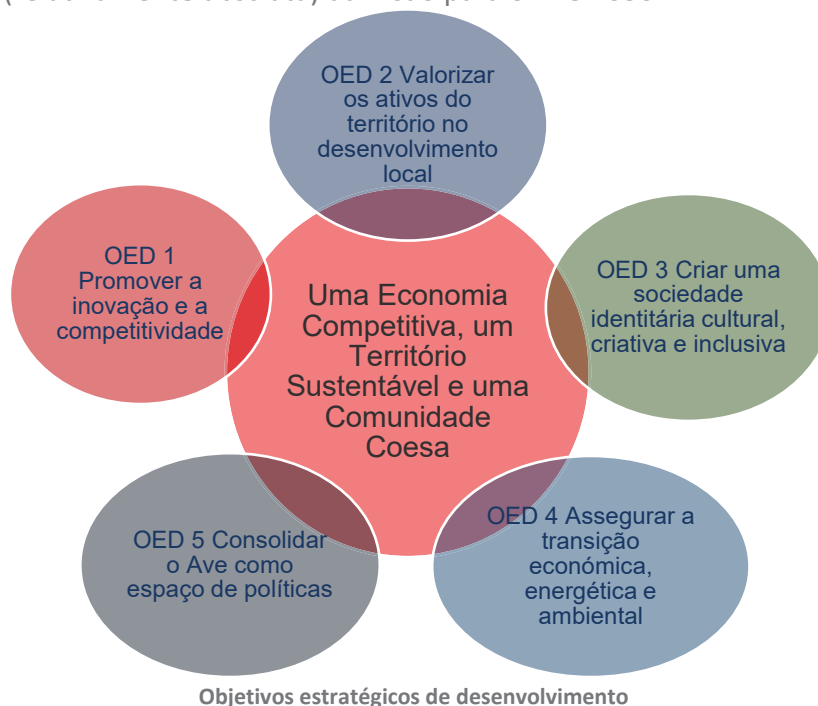 OED 2 Valorizar
os ativos do
território no
desenvolvimento
local
OED 1
Promover a
inovação e a
competitividade
Uma Economia
Competitiva, um
Território
Sustentável e uma
Comunidade
Coesa
OED 3 Criar uma
sociedade
identitária cultural,
criativa e inclusiva
OED 5 Consolidar
o Ave como
espaço de políticas
OED 4 Assegurar a
transição
económica,
energética e
ambiental
Objetivos estratégicos de desenvolvimento